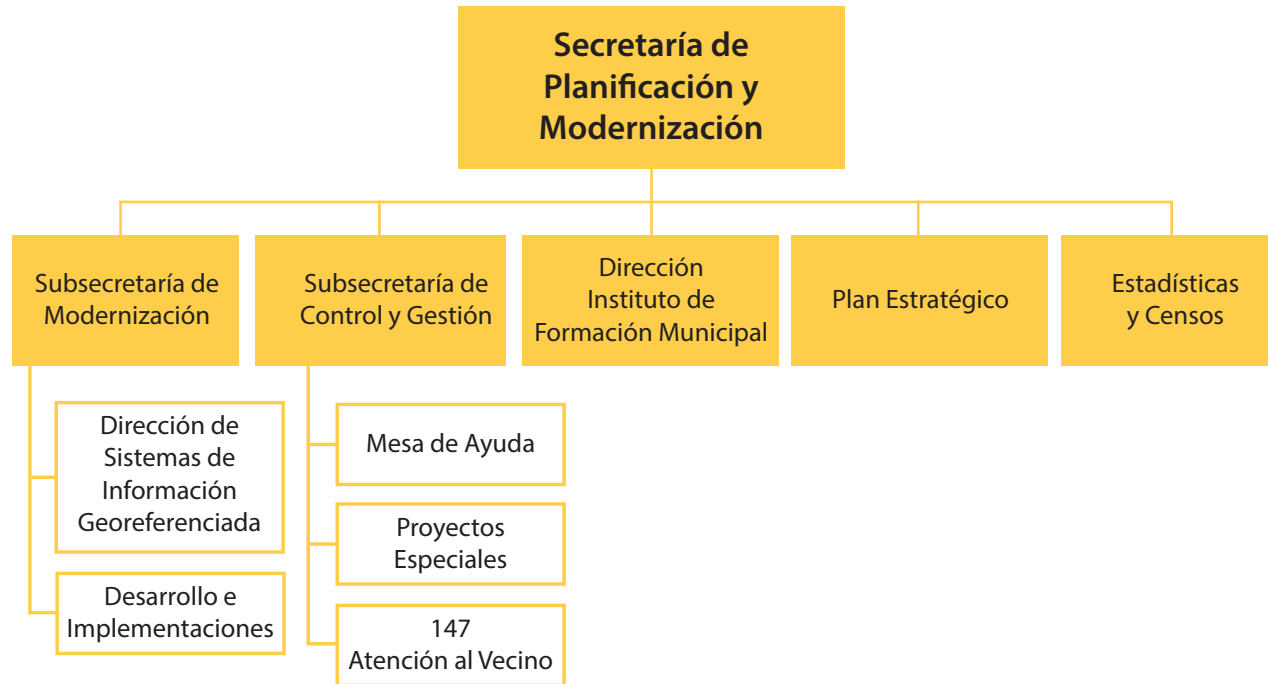 Secretaría de
Planificación y
Modernización
Subsecretaría de
Modernización
Subsecretaría de
Control y Gestión
Dirección
Instituto de
Formación Municipal
Plan Estratégico
Estadísticas
y Censos
Dirección de
Sistemas de
Información
Georeferenciada
Desarrollo e
Implementaciones
Mesa de Ayuda
Proyectos
Especiales
147
Atención al Vecino